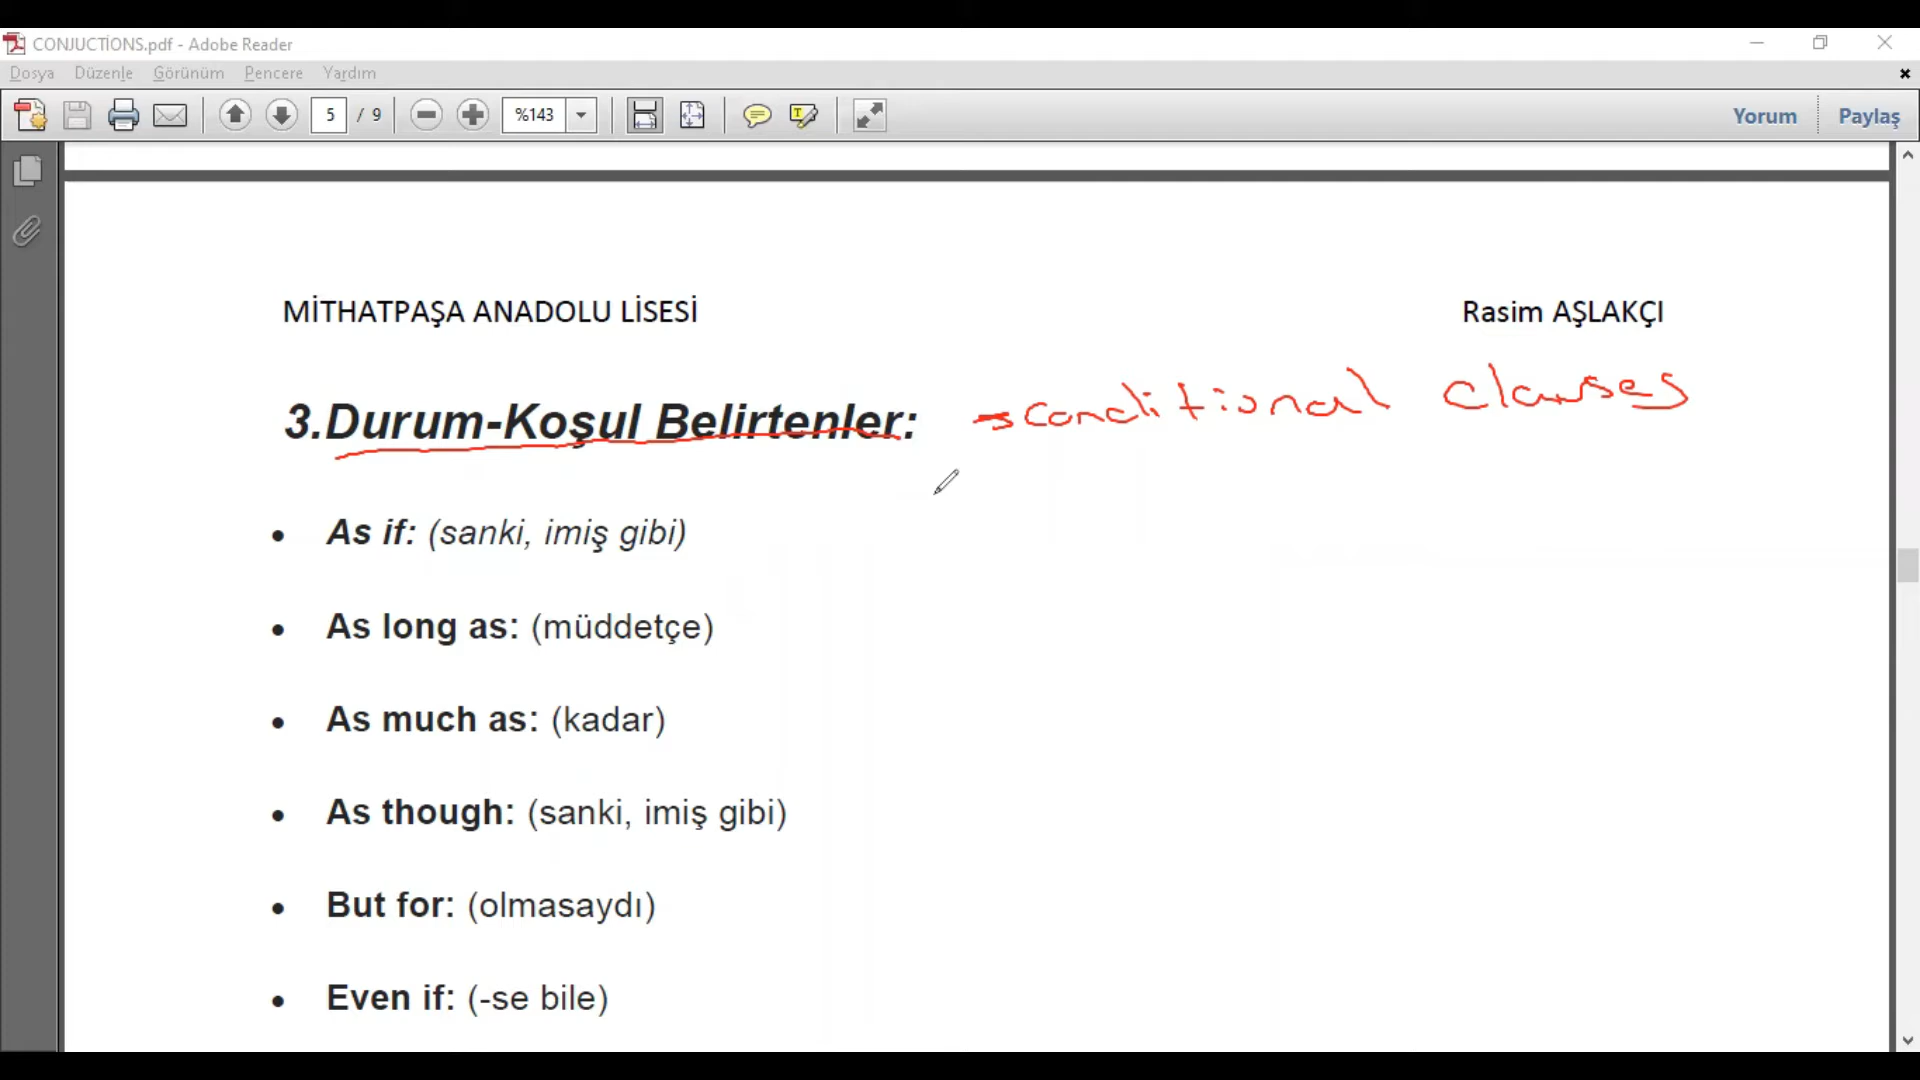 CONJUCTİONS.pdf - Adobe Reader
Dosya Düzenle Görünüm Pencere Yardım
5 / 9 %143 Yorum Paylaş
MİTHATPAŞA ANADOLU LİSESİ Rasim AŞLAKÇI
3.Durum-Koşul Belirtenler: conditional clauses
• As if: (sanki, imiş gibi)
• As long as: (müddetçe)
• As much as: (kadar)
• As though: (sanki, imiş gibi)
• But for: (olmasaydı)
• Even if: (-se bile)